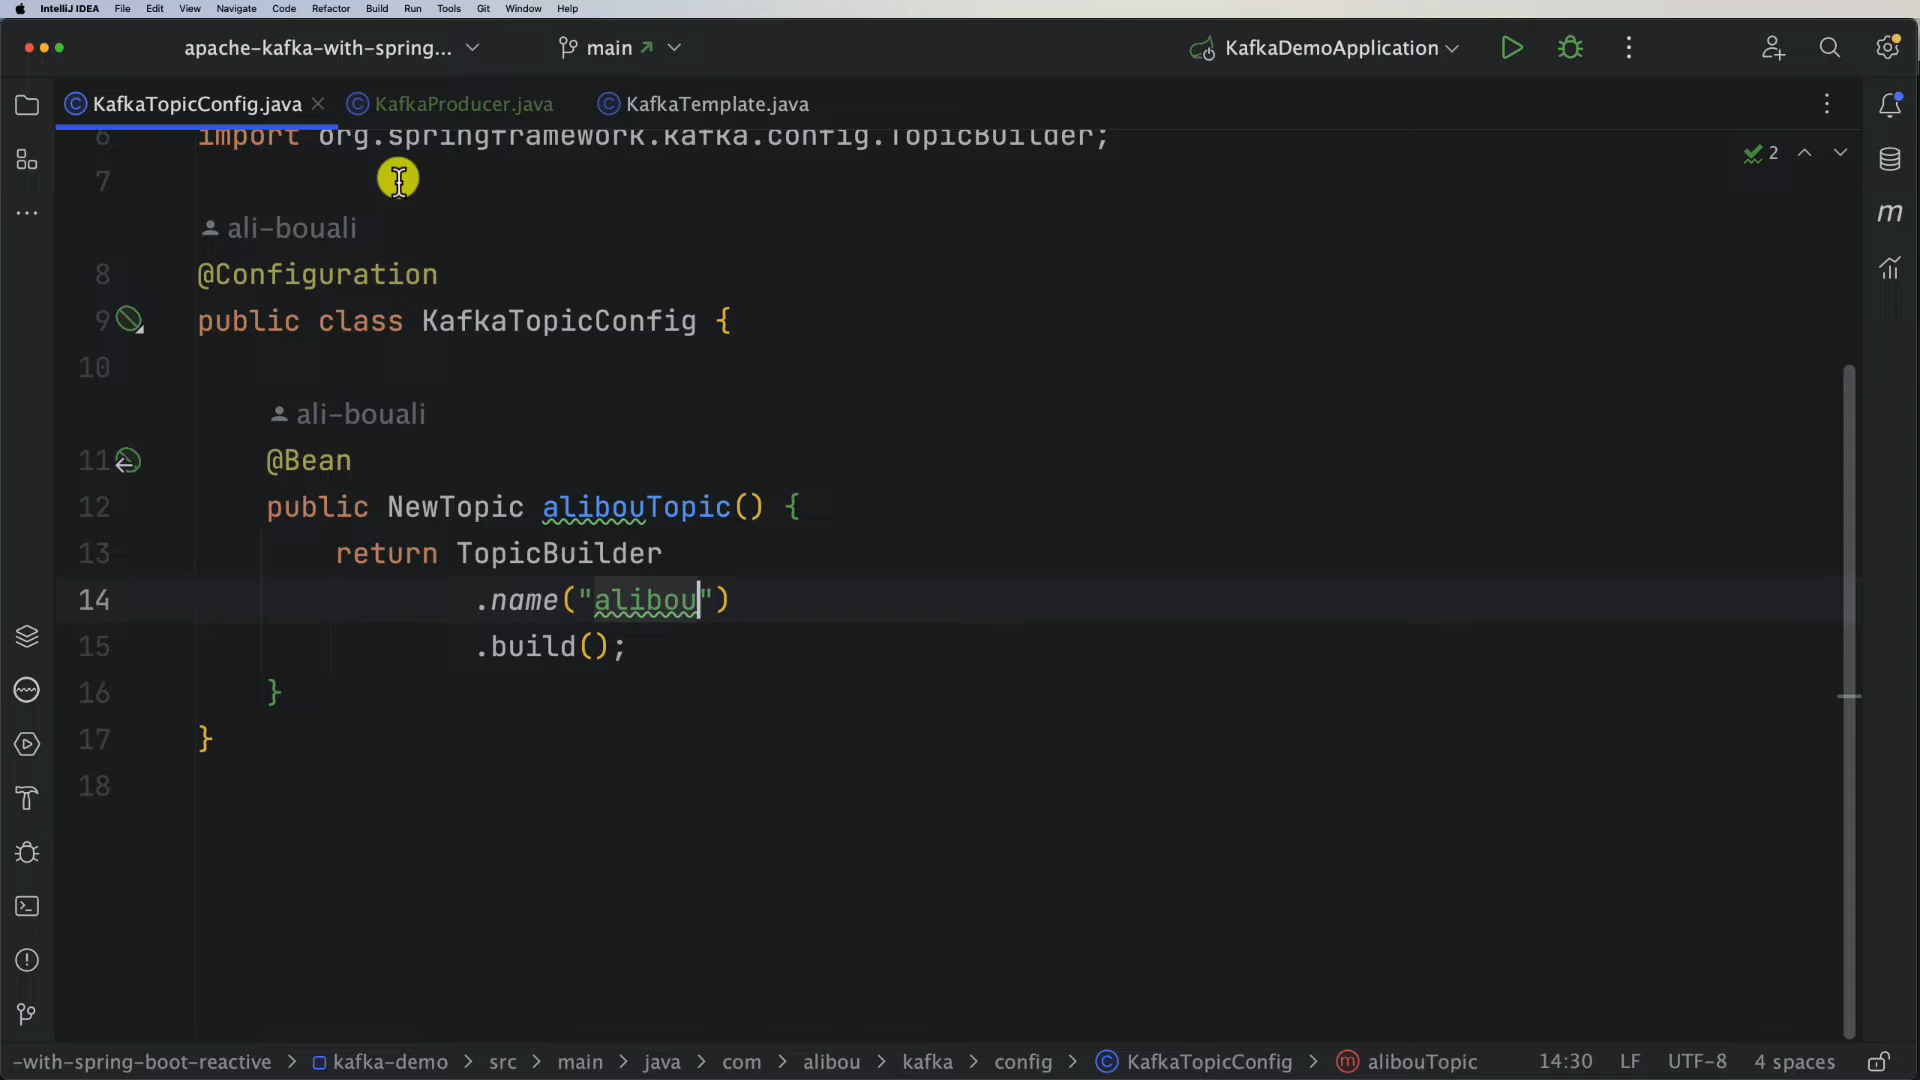 IntelliJ IDEA File Edit View Navigate Code Refactor Build Run Tools Git Window Help
apache-kafka-with-spring... main KafkaDemoApplication
KafkaTopicConfig.java KafkaProducer.java KafkaTemplate.java
6 import org.springframework.kafka.config.TopicBuilder;
2
7
ali-bouali
8 @Configuration
9 public class KafkaTopicConfig {
10
ali-bouali
11 @Bean
12 public NewTopic alibouTopic() {
13 return TopicBuilder
14 .name("alibou")
15 .build();
16 }
17 }
18
-with-spring-boot-reactive > kafka-demo > src > main > java > com > alibou > kafka > config > KafkaTopicConfig > alibouTopic 14:30 LF UTF-8 4 spaces